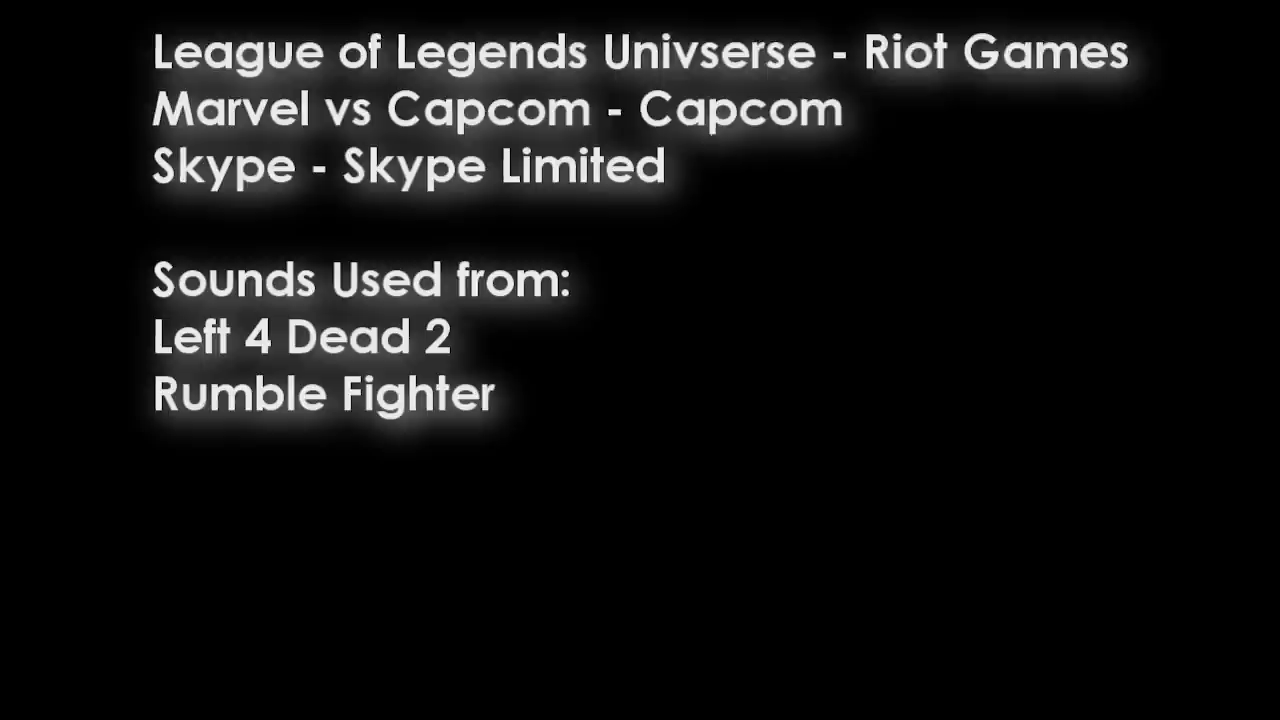 League of Legends Univserse - Riot Games
Marvel vs Capcom - Capcom
Skype - Skype Limited
Sounds Used from:
Left 4 Dead 2
Rumble Fighter